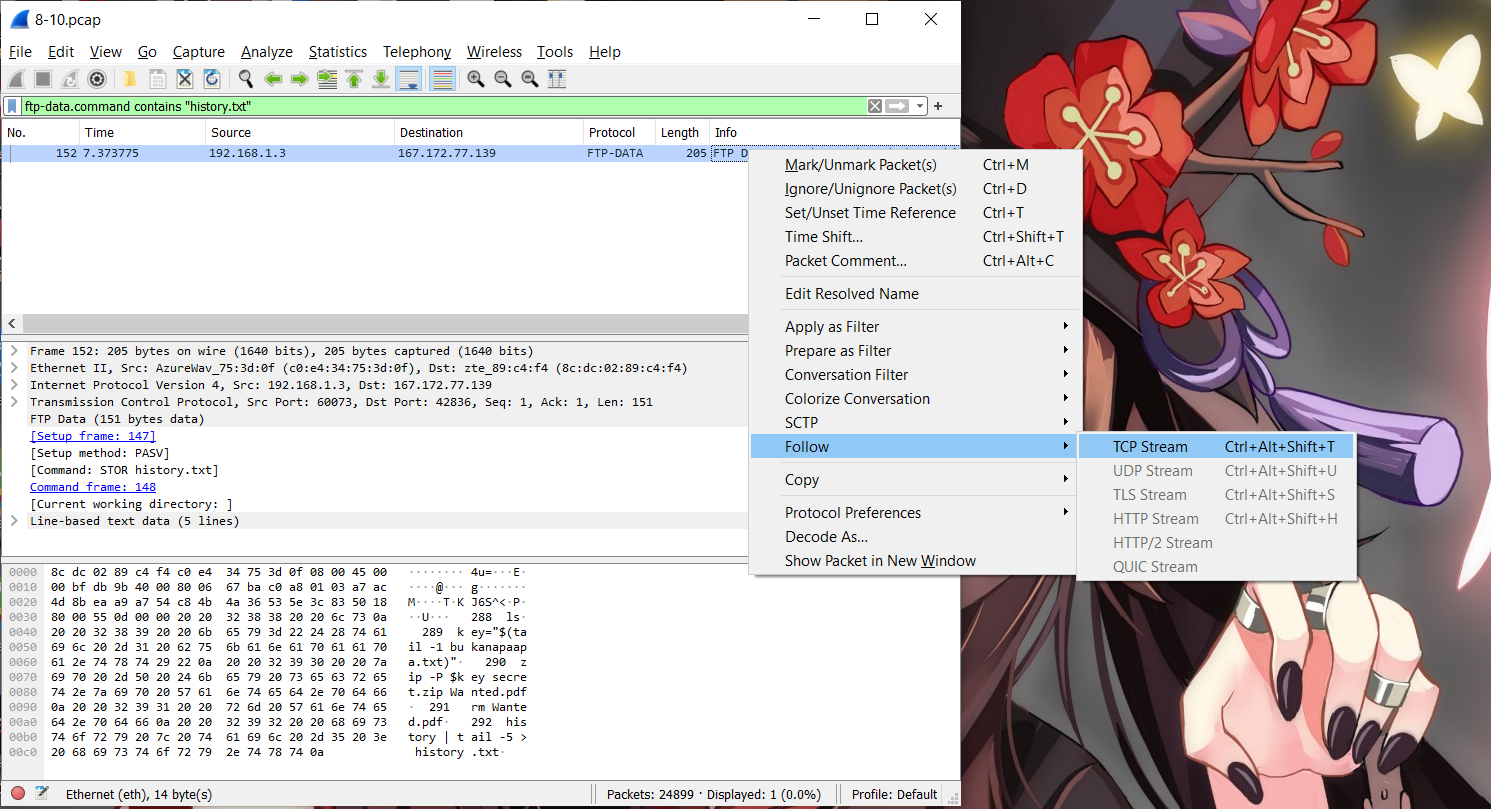 8-10.pcap
File Edit View Go Capture Analyze Statistics Telephony Wireless Tools Help
ftp-data.command contains "history.txt"
No. Time Source Destination Protocol Length Info
152 7.373775 192.168.1.3 167.172.77.139 FTP-DATA 205 FTP D
Mark/Unmark Packet(s) Ctrl+M
Ignore/Unignore Packet(s) Ctrl+D
Set/Unset Time Reference Ctrl+T
Time Shift... Ctrl+Shift+T
Packet Comment... Ctrl+Alt+C
Edit Resolved Name
Apply as Filter
Prepare as Filter
Conversation Filter
Colorize Conversation
SCTP
Follow
Copy
Protocol Preferences
Decode As...
Show Packet in New Window
TCP Stream Ctrl+Alt+Shift+T
UDP Stream Ctrl+Alt+Shift+U
TLS Stream Ctrl+Alt+Shift+S
HTTP Stream Ctrl+Alt+Shift+H
HTTP/2 Stream
QUIC Stream
Frame 152: 205 bytes on wire (1640 bits), 205 bytes captured (1640 bits)
Ethernet II, Src: AzureWav_75:3d:0f (c0:e4:34:75:3d:0f), Dst: zte_89:c4:f4 (8c:dc:02:89:c4:f4)
Internet Protocol Version 4, Src: 192.168.1.3, Dst: 167.172.77.139
Transmission Control Protocol, Src Port: 60073, Dst Port: 42836, Seq: 1, Ack: 1, Len: 151
FTP Data (151 bytes data)
[Setup frame: 147]
[Setup method: PASV]
[Command: STOR history.txt]
Command frame: 148
[Current working directory: ]
Line-based text data (5 lines)
0000 8c dc 02 89 c4 f4 c0 e4 34 75 3d 0f 08 00 45 00 ········ 4u=···E·
0010 00 bf db 9b 40 00 80 06 67 ba c0 a8 01 03 a7 ac ····@··· g·······
0020 4d 8b ea a9 a7 54 c8 4b 4a 36 53 5e 3c 83 50 18 M····T·K J6S^<·P·
0030 80 00 55 0d 00 00 20 20 32 38 38 20 20 6c 73 0a ··U··· 288 ls·
0040 20 20 32 38 39 20 20 6b 65 79 3d 22 24 28 74 61 289 k ey="$(ta
0050 69 6c 20 2d 31 20 62 75 6b 61 6e 61 70 61 61 70 il -1 bu kanapaap
0060 61 2e 74 78 74 29 22 0a 20 20 32 39 30 20 20 7a a.txt)"· 290 z
0070 69 70 20 2d 50 20 24 6b 65 79 20 73 65 63 72 65 ip -P $k ey secre
0080 74 2e 7a 69 70 20 57 61 6e 74 65 64 2e 70 64 66 t.zip Wa nted.pdf
0090 0a 20 20 32 39 31 20 20 72 6d 20 57 61 6e 74 65 · 291 rm Wante
00a0 64 2e 70 64 66 0a 20 20 32 39 32 20 20 68 69 73 d.pdf· 292 his
00b0 74 6f 72 79 20 7c 20 74 61 69 6c 20 2d 35 20 3e tory | t ail -5 >
00c0 20 68 69 73 74 6f 72 79 2e 74 78 74 0a history .txt·
Ethernet (eth), 14 byte(s) Packets: 24899 · Displayed: 1 (0.0%) Profile: Default